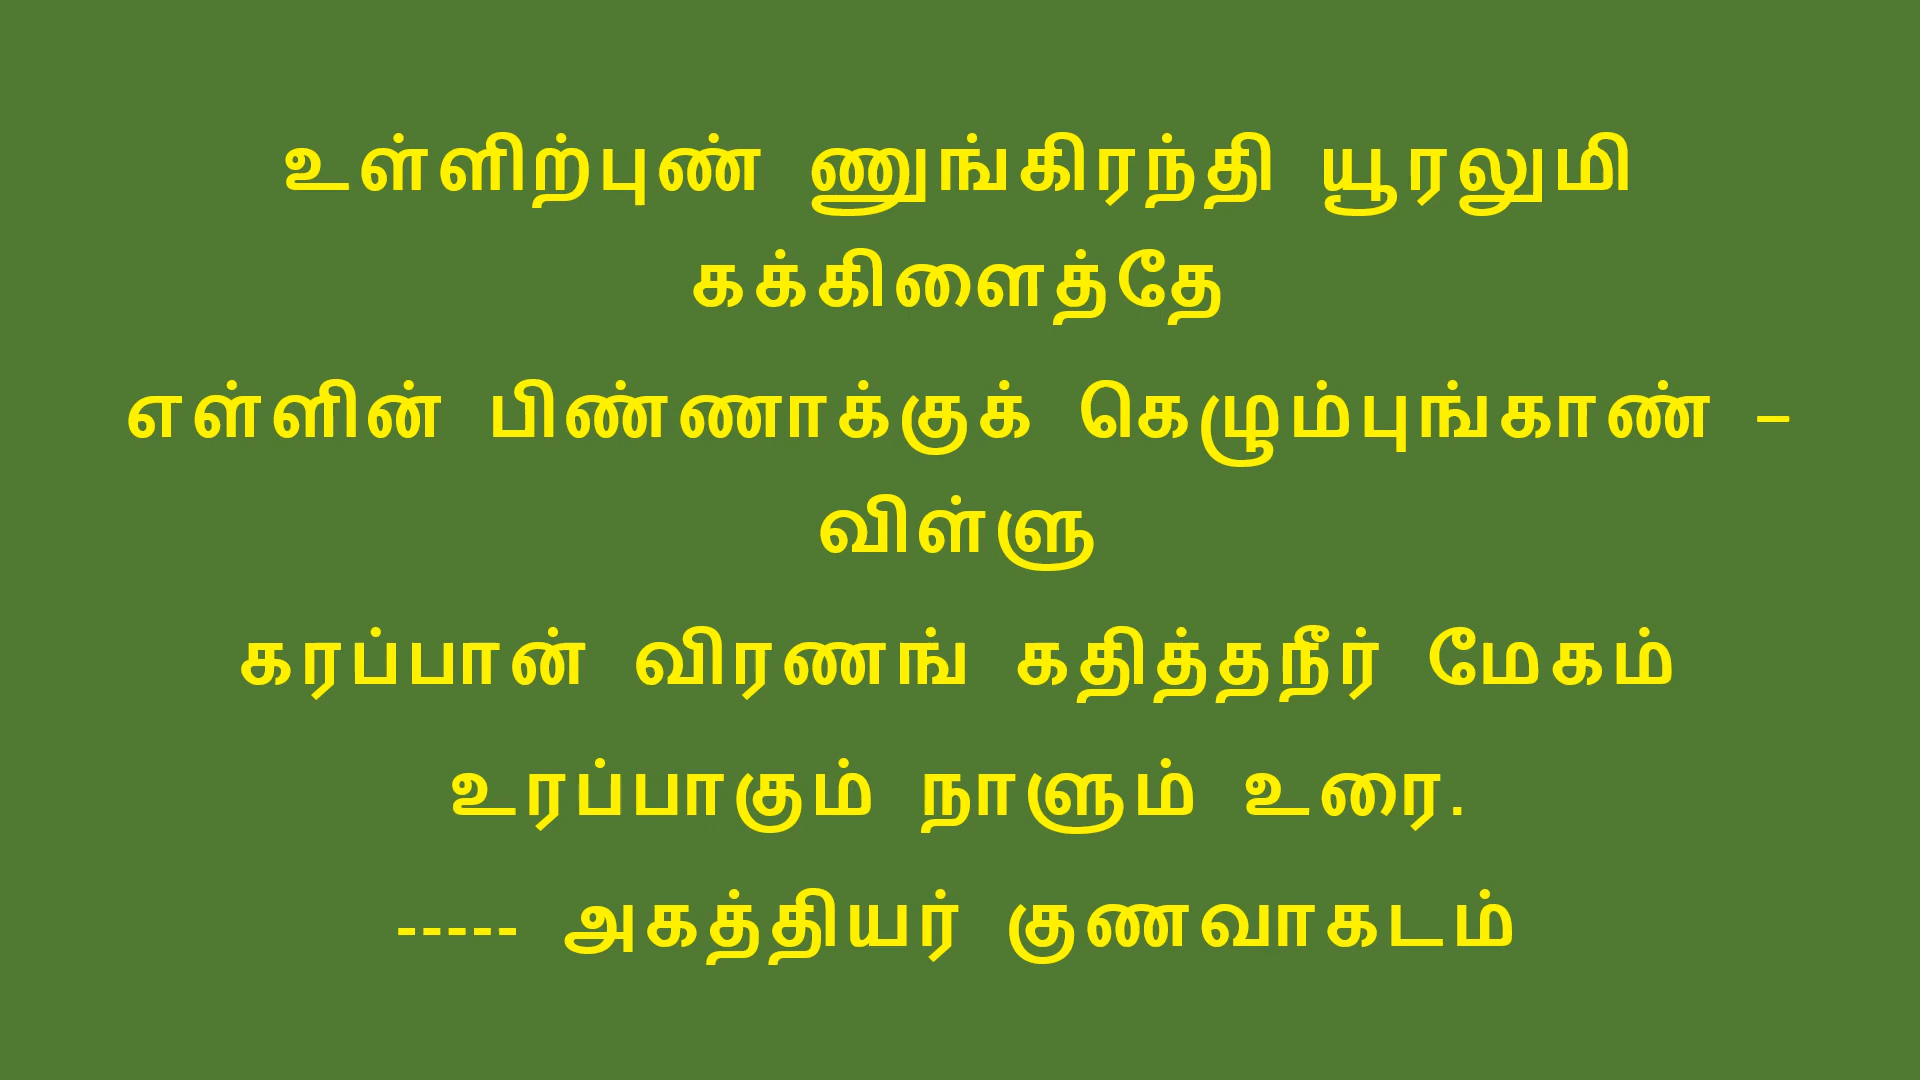 உள்ளிற்புண் ணுங்கிரந்தி யூரலுமி
கக்கிளைத்தே
எள்ளின் பிண்ணாக்குக் கெழும்புங்காண் –
விள்ளு
கரப்பான் விரணங் கதித்தநீர் மேகம்
உரப்பாகும் நாளும் உரை.
----- அகத்தியர் குணவாகடம்